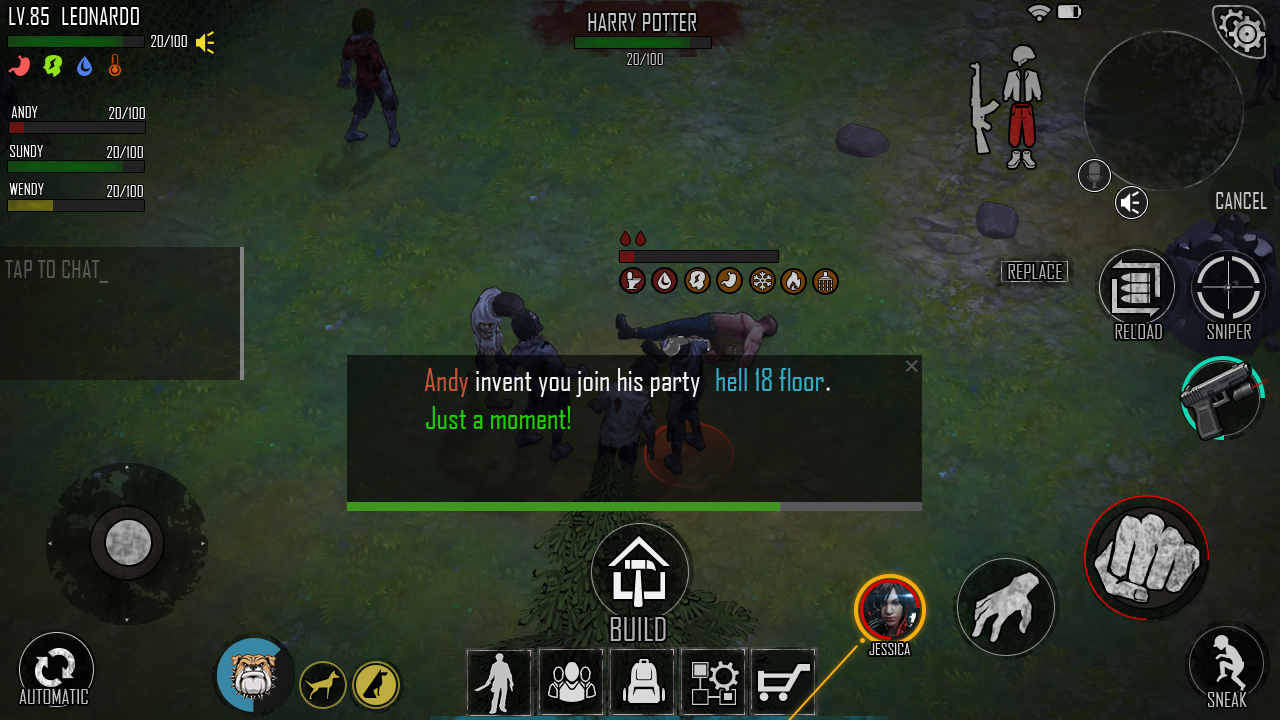 LV.85 LEONARDO
20/100
HARRY POTTER
20/100
ANDY 20/100
SUNDY 20/100
WENDY 20/100
CANCEL
TAP TO CHAT_
REPLACE
RELOAD
SNIPER
Andy invent you join his party hell 18 floor.
Just a moment!
BUILD
JESSICA
AUTOMATIC
SNEAK